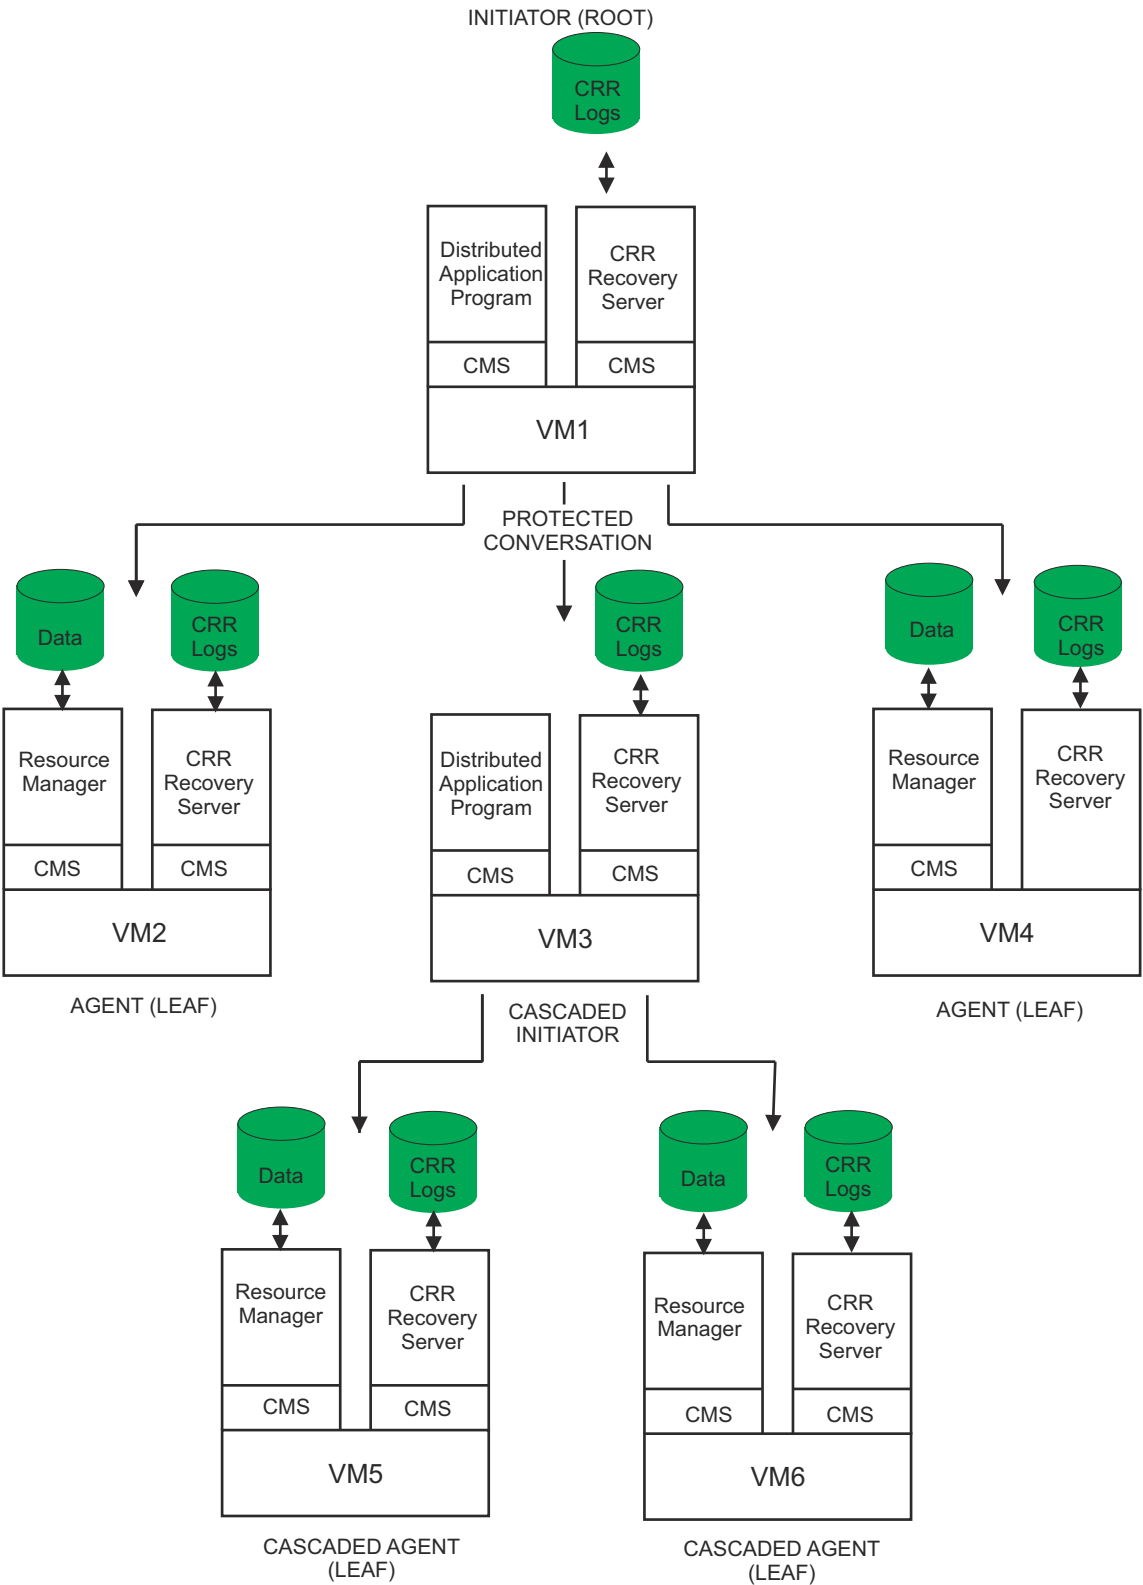 INITIATOR (ROOT)
CRR
Logs
Distributed
Application
Program
CRR
Recovery
Server
CMS
CMS
VM1
PROTECTED
CONVERSATION
Data
CRR
Logs
CRR
Logs
Data
CRR
Logs
Resource
Manager
CRR
Recovery
Server
CMS
CMS
VM2
AGENT (LEAF)
Distributed
Application
Program
CRR
Recovery
Server
CMS
CMS
VM3
CASCADED
INITIATOR
Resource
Manager
CRR
Recovery
Server
CMS
VM4
AGENT (LEAF)
Data
CRR
Logs
Resource
Manager
CRR
Recovery
Server
CMS
CMS
VM5
CASCADED AGENT
(LEAF)
Data
CRR
Logs
Resource
Manager
CRR
Recovery
Server
CMS
CMS
VM6
CASCADED AGENT
(LEAF)